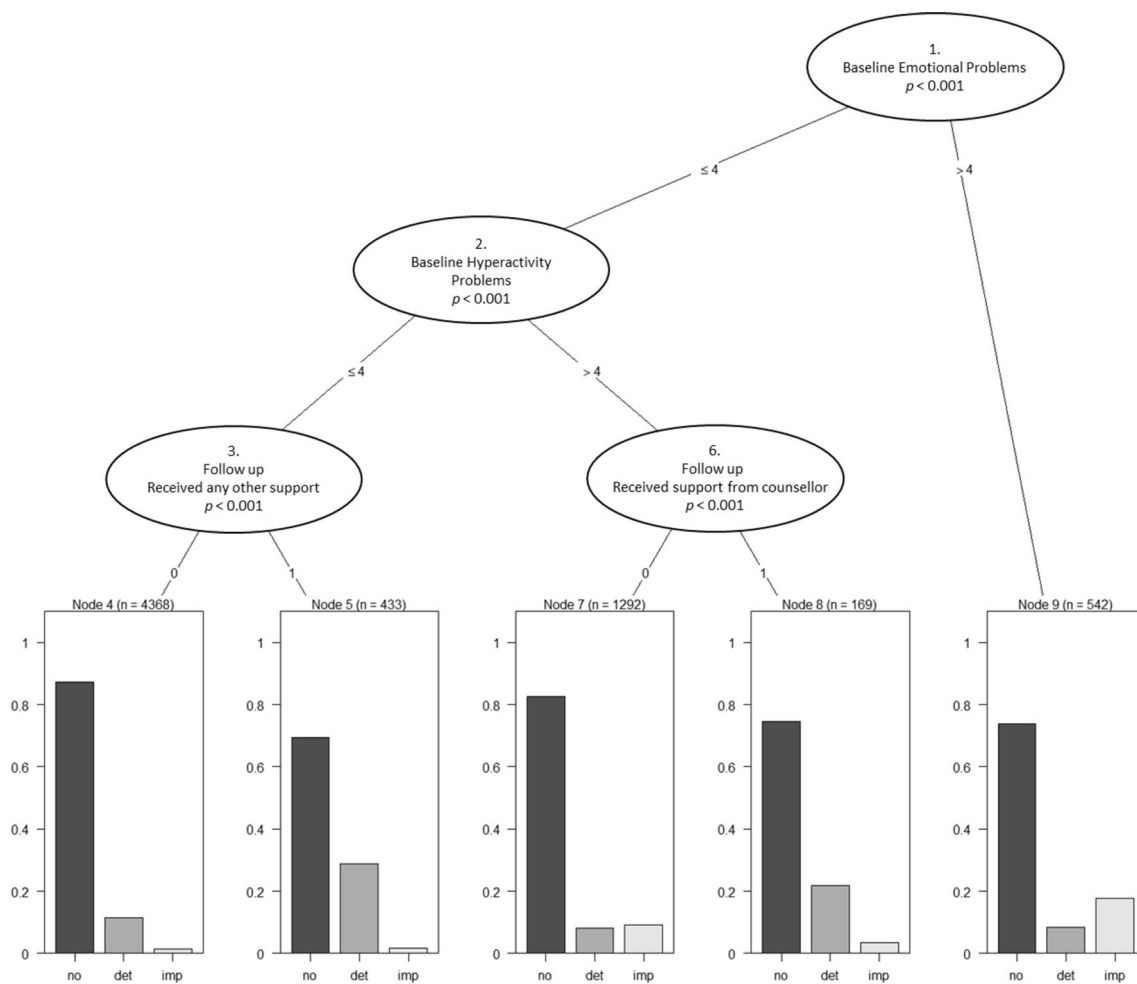 1.
Baseline Emotional Problems
p < 0.001
≤ 4
> 4
2.
Baseline Hyperactivity
Problems
p < 0.001
≤ 4
> 4
3.
Follow up
Received any other support
p < 0.001
6.
Follow up
Received support from counsellor
p < 0.001
0
1
0
1
Node 4 (n = 4368)
1
0.8
0.6
0.4
0.2
0
no det imp
Node 5 (n = 433)
1
0.8
0.6
0.4
0.2
0
no det imp
Node 7 (n = 1292)
1
0.8
0.6
0.4
0.2
0
no det imp
Node 8 (n = 169)
1
0.8
0.6
0.4
0.2
0
no det imp
Node 9 (n = 542)
1
0.8
0.6
0.4
0.2
0
no det imp